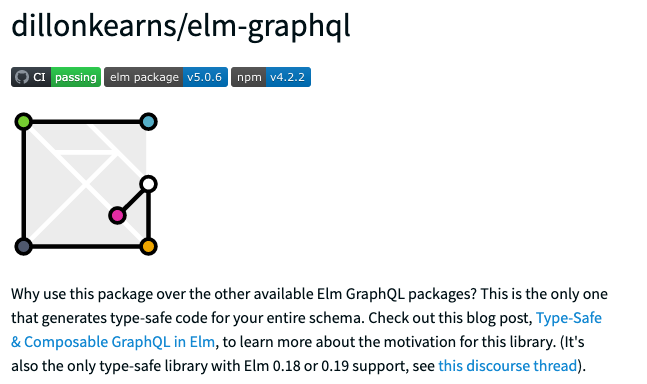 dillonkearns/elm-graphql
CI passing elm package v5.0.6 npm v4.2.2
Why use this package over the other available Elm GraphQL packages? This is the only one
that generates type-safe code for your entire schema. Check out this blog post, Type-Safe
& Composable GraphQL in Elm, to learn more about the motivation for this library. (It's
also the only type-safe library with Elm 0.18 or 0.19 support, see this discourse thread).